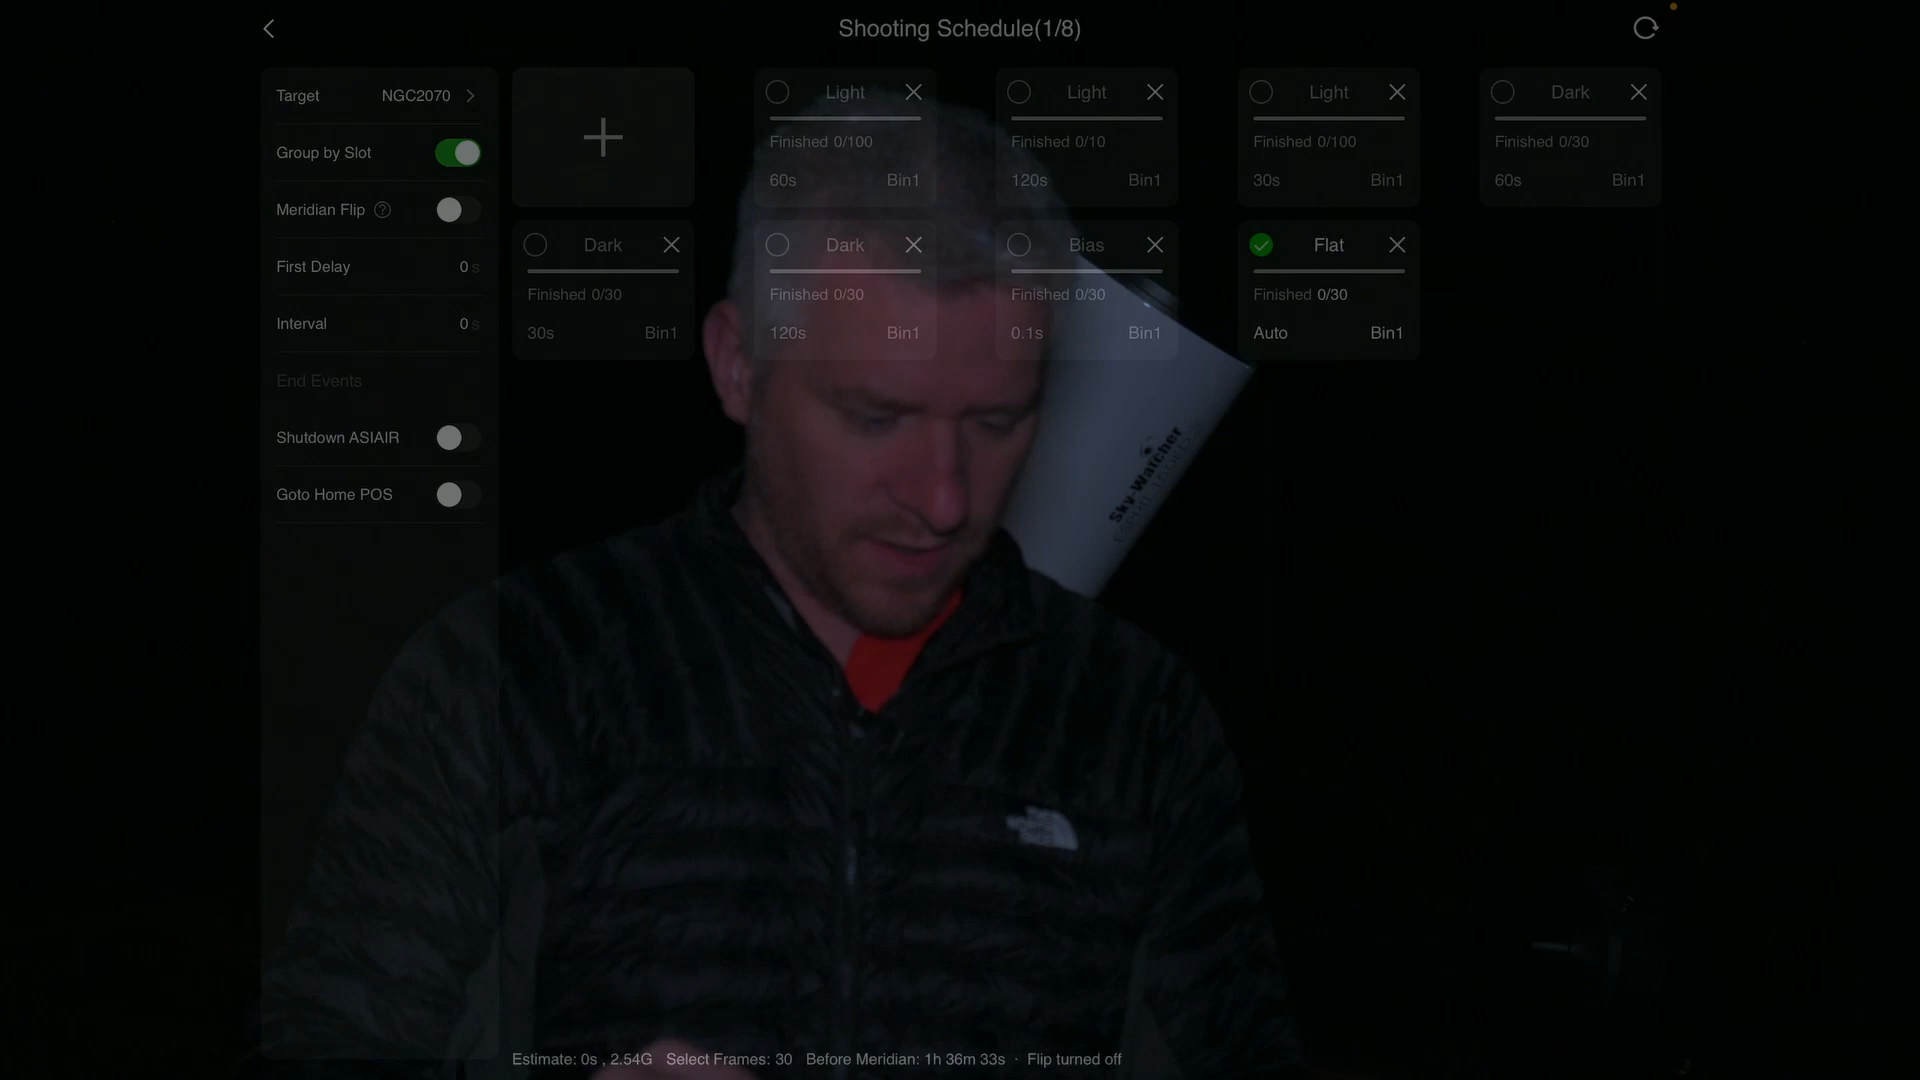 Shooting Schedule(1/8)
Target NGC2070
Group by Slot
Meridian Flip ?
First Delay 0 s
Interval 0 s
End Events
Shutdown ASIAIR
Goto Home POS
Light
Finished 0/100
60s Bin1
Light
Finished 0/10
120s Bin1
Light
Finished 0/100
30s Bin1
Dark
Finished 0/30
60s Bin1
Dark
Finished 0/30
30s Bin1
Dark
Finished 0/30
120s Bin1
Bias
Finished 0/30
0.1s Bin1
Flat
Finished 0/30
Auto Bin1
Sky-Watcher
Estimate: 0s , 2.54G Select Frames: 30 Before Meridian: 1h 36m 33s · Flip turned off